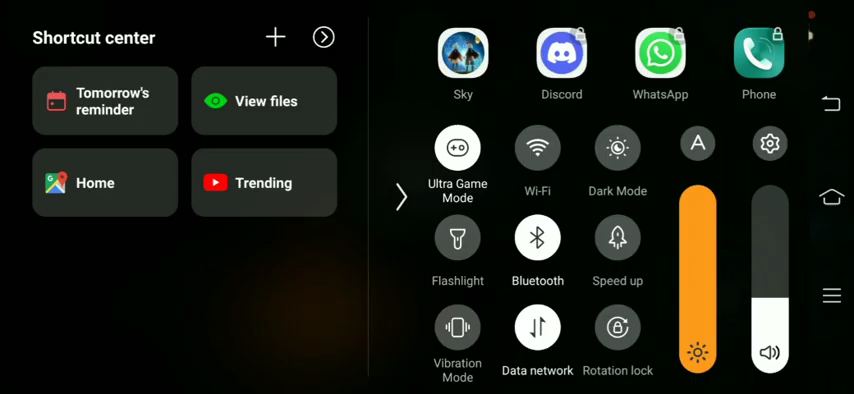 Shortcut center
Tomorrow's
reminder
View files
Home
Trending
Sky
Discord
WhatsApp
Phone
A
Ultra Game
Mode
Wi-Fi
Dark Mode
Flashlight
Bluetooth
Speed up
Vibration
Mode
Data network
Rotation lock